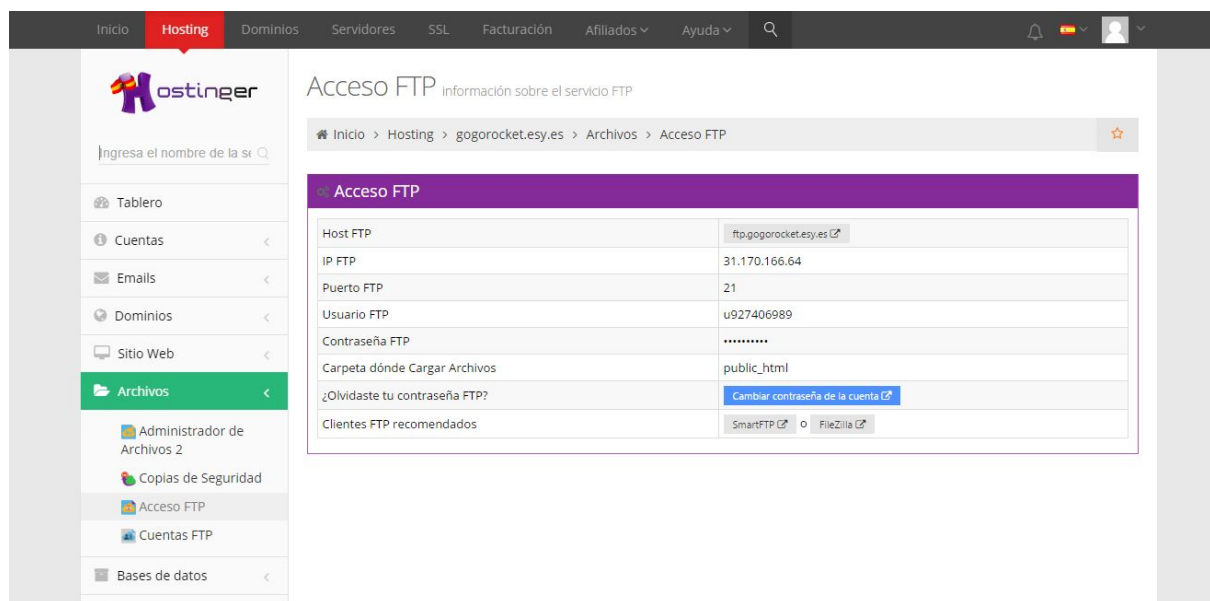 Inicio Hosting Dominios Servidores SSL Facturación Afiliados Ayuda
Hostinger
Acceso FTP información sobre el servicio FTP
Inicio > Hosting > gogorocket.esy.es > Archivos > Acceso FTP
Ingresa el nombre de la se
Tablero
Cuentas
Emails
Dominios
Sitio Web
Archivos
Administrador de
Archivos 2
Copias de Seguridad
Acceso FTP
Cuentas FTP
Bases de datos
Acceso FTP
Host FTP ftp.gogorocket.esy.es
IP FTP 31.170.166.64
Puerto FTP 21
Usuario FTP u927406989
Contraseña FTP ••••••••••
Carpeta dónde Cargar Archivos public_html
¿Olvidaste tu contraseña FTP? Cambiar contraseña de la cuenta
Clientes FTP recomendados SmartFTP o FileZilla